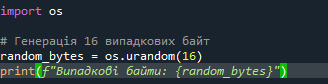 import os

# Генерація 16 випадкових байт
random_bytes = os.urandom(16)
print(f"Випадкові байти: {random_bytes}")